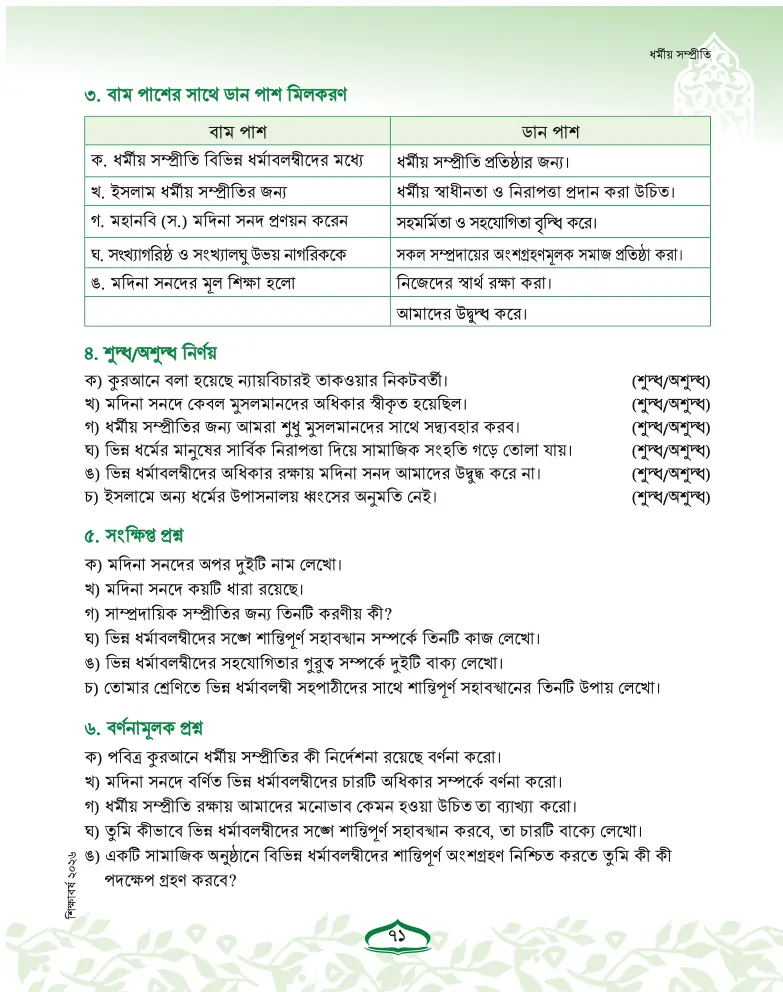 ধর্মীয় সম্প্রীতি
৩. বাম পাশের সাথে ডান পাশ মিলকরণ
বাম পাশ ডান পাশ
ক. ধর্মীয় সম্প্রীতি বিভিন্ন ধর্মাবলম্বীদের মধ্যে ধর্মীয় সম্প্রীতি প্রতিষ্ঠার জন্য।
খ. ইসলাম ধর্মীয় সম্প্রীতির জন্য ধর্মীয় স্বাধীনতা ও নিরাপত্তা প্রদান করা উচিত।
গ. মহানবি (স.) মদিনা সনদ প্রণয়ন করেন সহমর্মিতা ও সহযোগিতা বৃদ্ধি করে।
ঘ. সংখ্যাগরিষ্ঠ ও সংখ্যালঘু উভয় নাগরিককে সকল সম্প্রদায়ের অংশগ্রহণমূলক সমাজ প্রতিষ্ঠা করা।
ঙ. মদিনা সনদের মূল শিক্ষা হলো নিজেদের স্বার্থ রক্ষা করা।
আমাদের উদ্বুদ্ধ করে।
৪. শুদ্ধ/অশুদ্ধ নির্ণয়
ক) কুরআনে বলা হয়েছে ন্যায়বিচারই তাকওয়ার নিকটবর্তী। (শুদ্ধ/অশুদ্ধ)
খ) মদিনা সনদে কেবল মুসলমানদের অধিকার স্বীকৃত হয়েছিল। (শুদ্ধ/অশুদ্ধ)
গ) ধর্মীয় সম্প্রীতির জন্য আমরা শুধু মুসলমানদের সাথে সদ্ব্যবহার করব। (শুদ্ধ/অশুদ্ধ)
ঘ) ভিন্ন ধর্মের মানুষের সার্বিক নিরাপত্তা দিয়ে সামাজিক সংহতি গড়ে তোলা যায়। (শুদ্ধ/অশুদ্ধ)
ঙ) ভিন্ন ধর্মাবলম্বীদের অধিকার রক্ষায় মদিনা সনদ আমাদের উদ্বুদ্ধ করে না। (শুদ্ধ/অশুদ্ধ)
চ) ইসলামে অন্য ধর্মের উপাসনালয় ধ্বংসের অনুমতি নেই। (শুদ্ধ/অশুদ্ধ)
৫. সংক্ষিপ্ত প্রশ্ন
ক) মদিনা সনদের অপর দুইটি নাম লেখো।
খ) মদিনা সনদে কয়টি ধারা রয়েছে।
গ) সাম্প্রদায়িক সম্প্রীতির জন্য তিনটি করণীয় কী?
ঘ) ভিন্ন ধর্মাবলম্বীদের সঙ্গে শান্তিপূর্ণ সহাবস্থান সম্পর্কে তিনটি কাজ লেখো।
ঙ) ভিন্ন ধর্মাবলম্বীদের সহযোগিতার গুরুত্ব সম্পর্কে দুইটি বাক্য লেখো।
চ) তোমার শ্রেণিতে ভিন্ন ধর্মাবলম্বী সহপাঠীদের সাথে শান্তিপূর্ণ সহাবস্থানের তিনটি উপায় লেখো।
৬. বর্ণনামূলক প্রশ্ন
ক) পবিত্র কুরআনে ধর্মীয় সম্প্রীতির কী নির্দেশনা রয়েছে বর্ণনা করো।
খ) মদিনা সনদে বর্ণিত ভিন্ন ধর্মাবলম্বীদের চারটি অধিকার সম্পর্কে বর্ণনা করো।
গ) ধর্মীয় সম্প্রীতি রক্ষায় আমাদের মনোভাব কেমন হওয়া উচিত তা ব্যাখ্যা করো।
ঘ) তুমি কীভাবে ভিন্ন ধর্মাবলম্বীদের সঙ্গে শান্তিপূর্ণ সহাবস্থান করবে, তা চারটি বাক্যে লেখো।
ঙ) একটি সামাজিক অনুষ্ঠানে বিভিন্ন ধর্মাবলম্বীদের শান্তিপূর্ণ অংশগ্রহণ নিশ্চিত করতে তুমি কী কী
পদক্ষেপ গ্রহণ করবে?
শিক্ষাবর্ষ ২০২৬
৭১